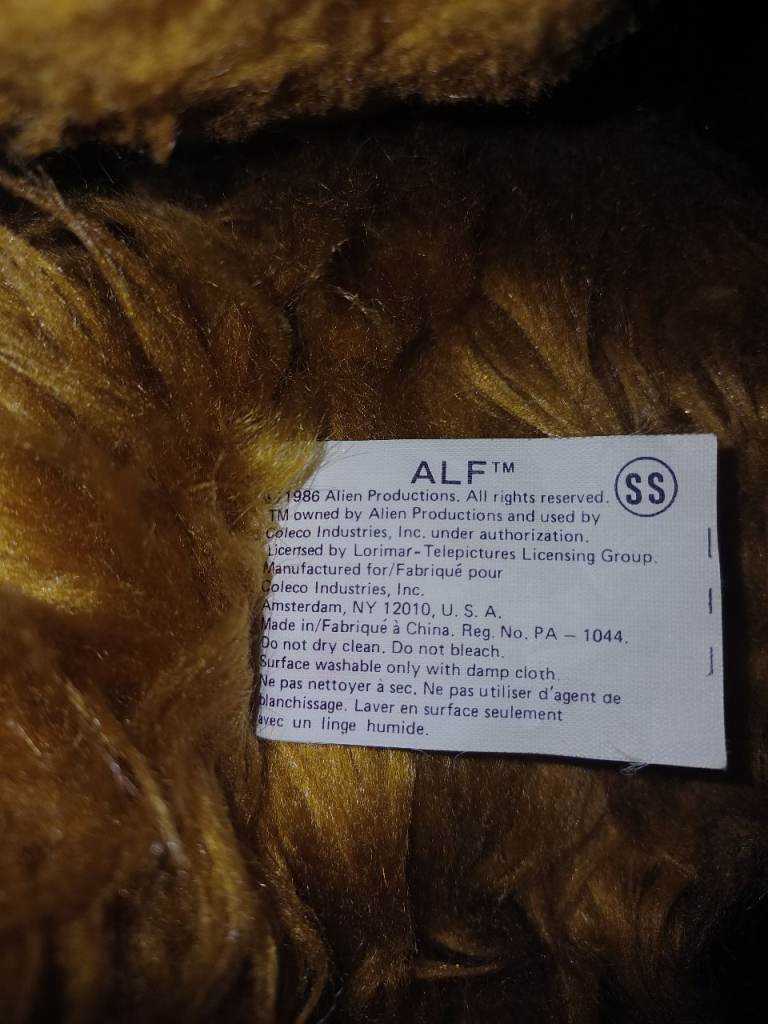 ALF™
SS
© 1986 Alien Productions. All rights reserved.
TM owned by Alien Productions and used by
Coleco Industries, Inc. under authorization.
Licensed by Lorimar-Telepictures Licensing Group.
Manufactured for/Fabriqué pour
Coleco Industries, Inc.
Amsterdam, NY 12010, U. S. A.
Made in/Fabriqué à China. Reg. No. PA – 1044.
Do not dry clean. Do not bleach.
Surface washable only with damp cloth.
Ne pas nettoyer à sec. Ne pas utiliser d'agent de
blanchissage. Laver en surface seulement
avec un linge humide.